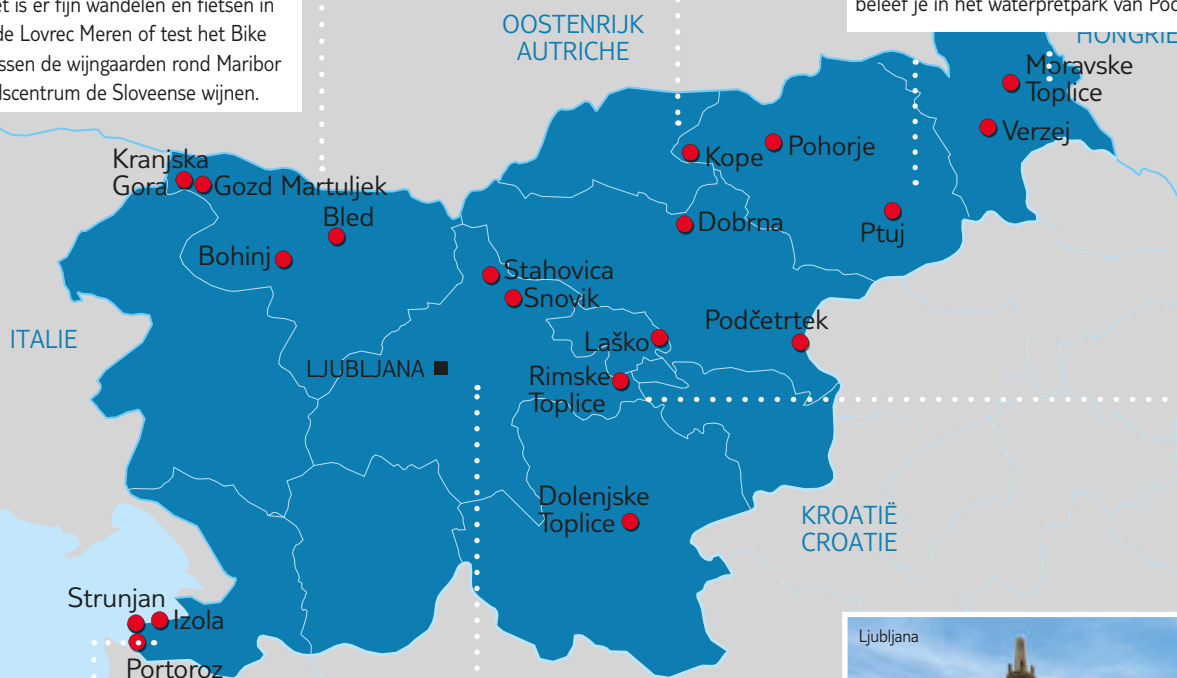 et is er fijn wandelen en fietsen in
de Lovrec Meren of test het Bike
ssen de wijngaarden rond Maribor
dscentrum de Sloveense wijnen.
beleef je in het waterpretpark van
OOSTENRIJK
AUTRICHE
HONGRIE
Moravske
Toplice
Verzej
Kranjska
Gora
Gozd Martuljek
Kope
Pohorje
Bled
Dobrna
Ptuj
Bohinj
Stahovica
Snovik
ITALIE
Podčetrtek
Laško
LJUBLJANA
Rimske
Toplice
Dolenjske
Toplice
KROATIË
CROATIE
Strunjan
Izola
Portoroz
Ljubljana